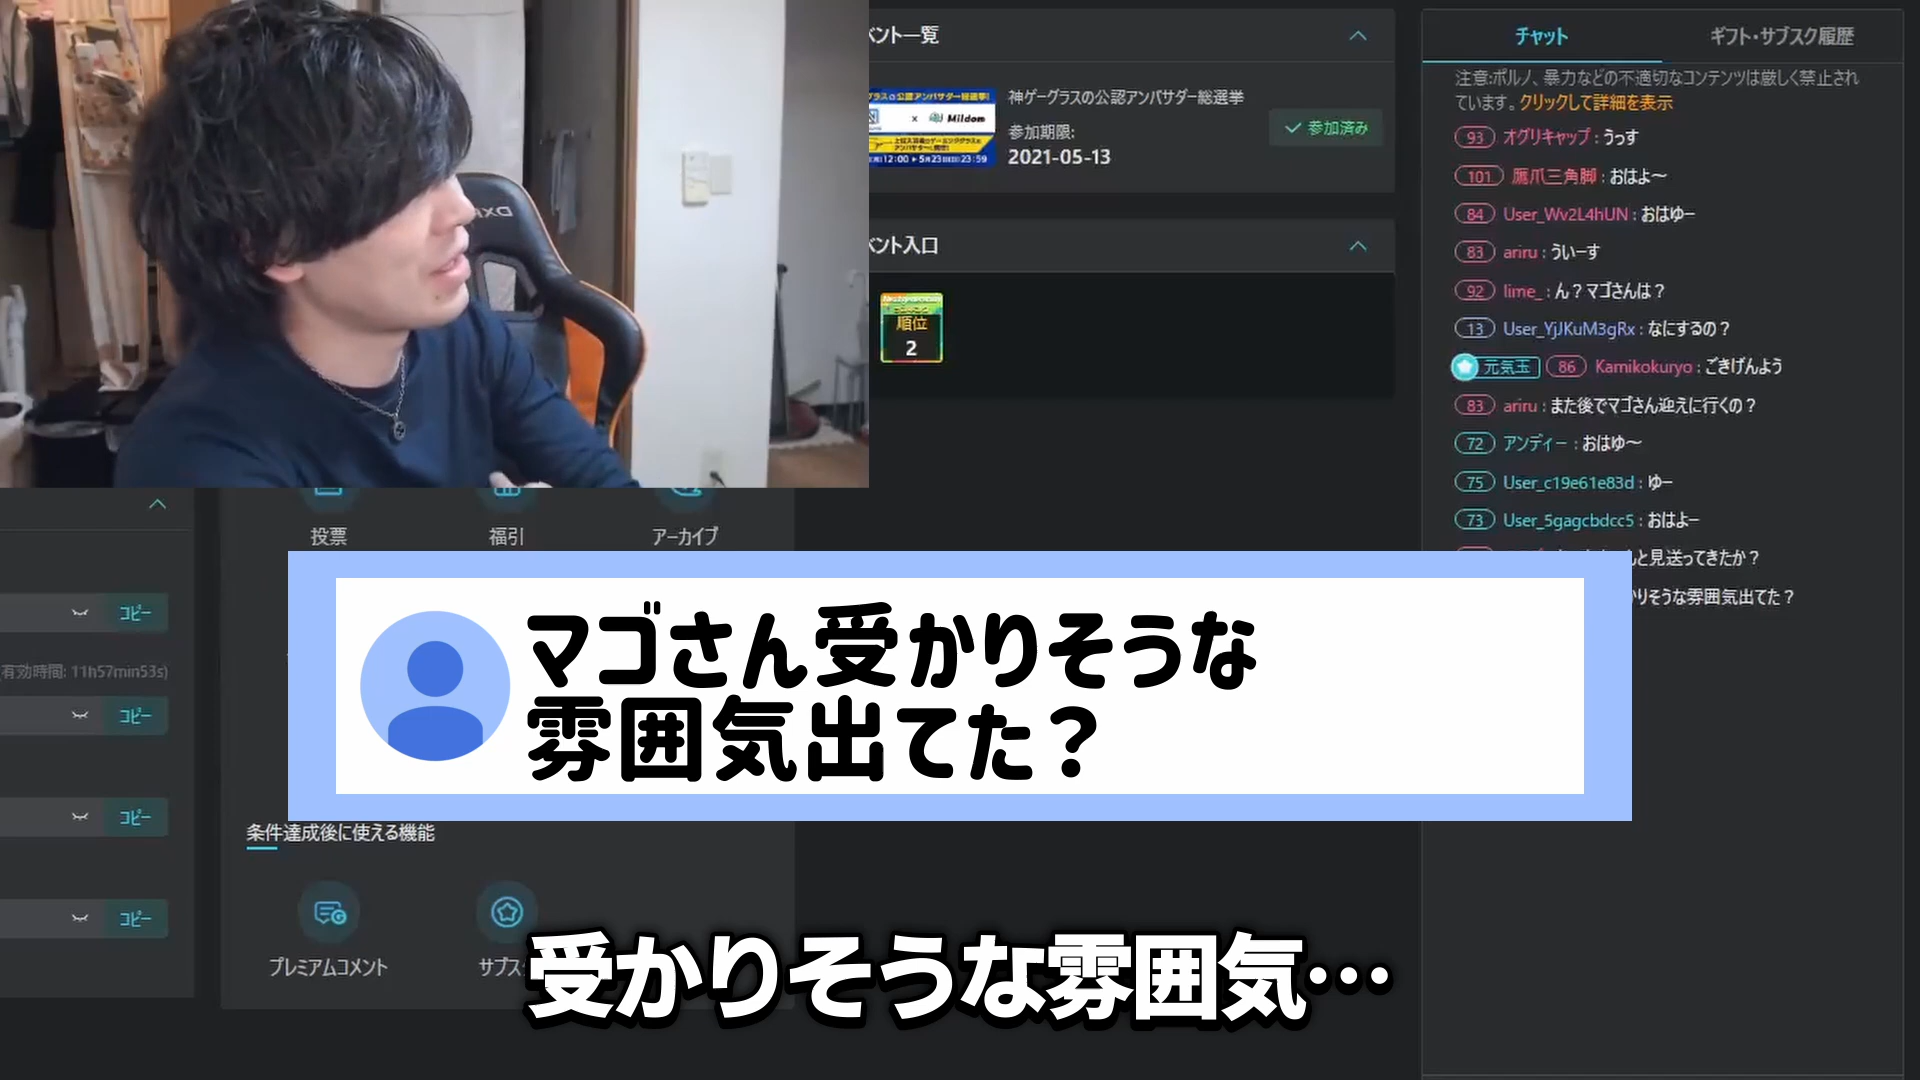 ベント一覧
神ゲーグラスの公認アンバサダー総選挙
参加期限:
2021-05-13
参加済み
Mildom
ベント入口
順位
2
投票
福引
アーカイブ
コピー
有効時間: 11h57min53s)
コピー
コピー
コピー
条件達成後に使える機能
プレミアムコメント
サブス
チャット
ギフト・サブスク履歴
注意:ポルノ、暴力などの不適切なコンテンツは厳しく禁止され
ています。クリックして詳細を表示
93 オグリキャップ : うっす
101 鷹爪三角脚 : おはよ～
84 User_Wv2L4hUN : おはゆー
83 ariru : ういーす
92 lime_ : ん？マゴさんは？
13 User_YjJKuM3gRx : なにするの？
元気玉 86 Kamikokuryo : ごきげんよう
83 ariru : また後でマゴさん迎えに行くの？
72 アンディー : おはゆ～
75 User_c19e61e83d : ゆー
73 User_5gagcbdcc5 : おはよー
と見送ってきたか？
りそうな雰囲気出てた？
マゴさん受かりそうな
雰囲気出てた？
受かりそうな雰囲気…